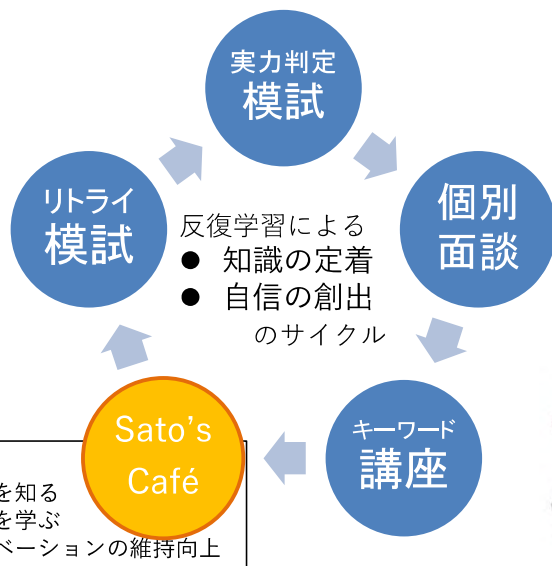 実力判定
模試
個別
面談
キーワード
講座
Sato’s
Café
リトライ
模試
反復学習による
● 知識の定着
● 自信の創出
のサイクル
を知る
を学ぶ
ベーションの維持向上